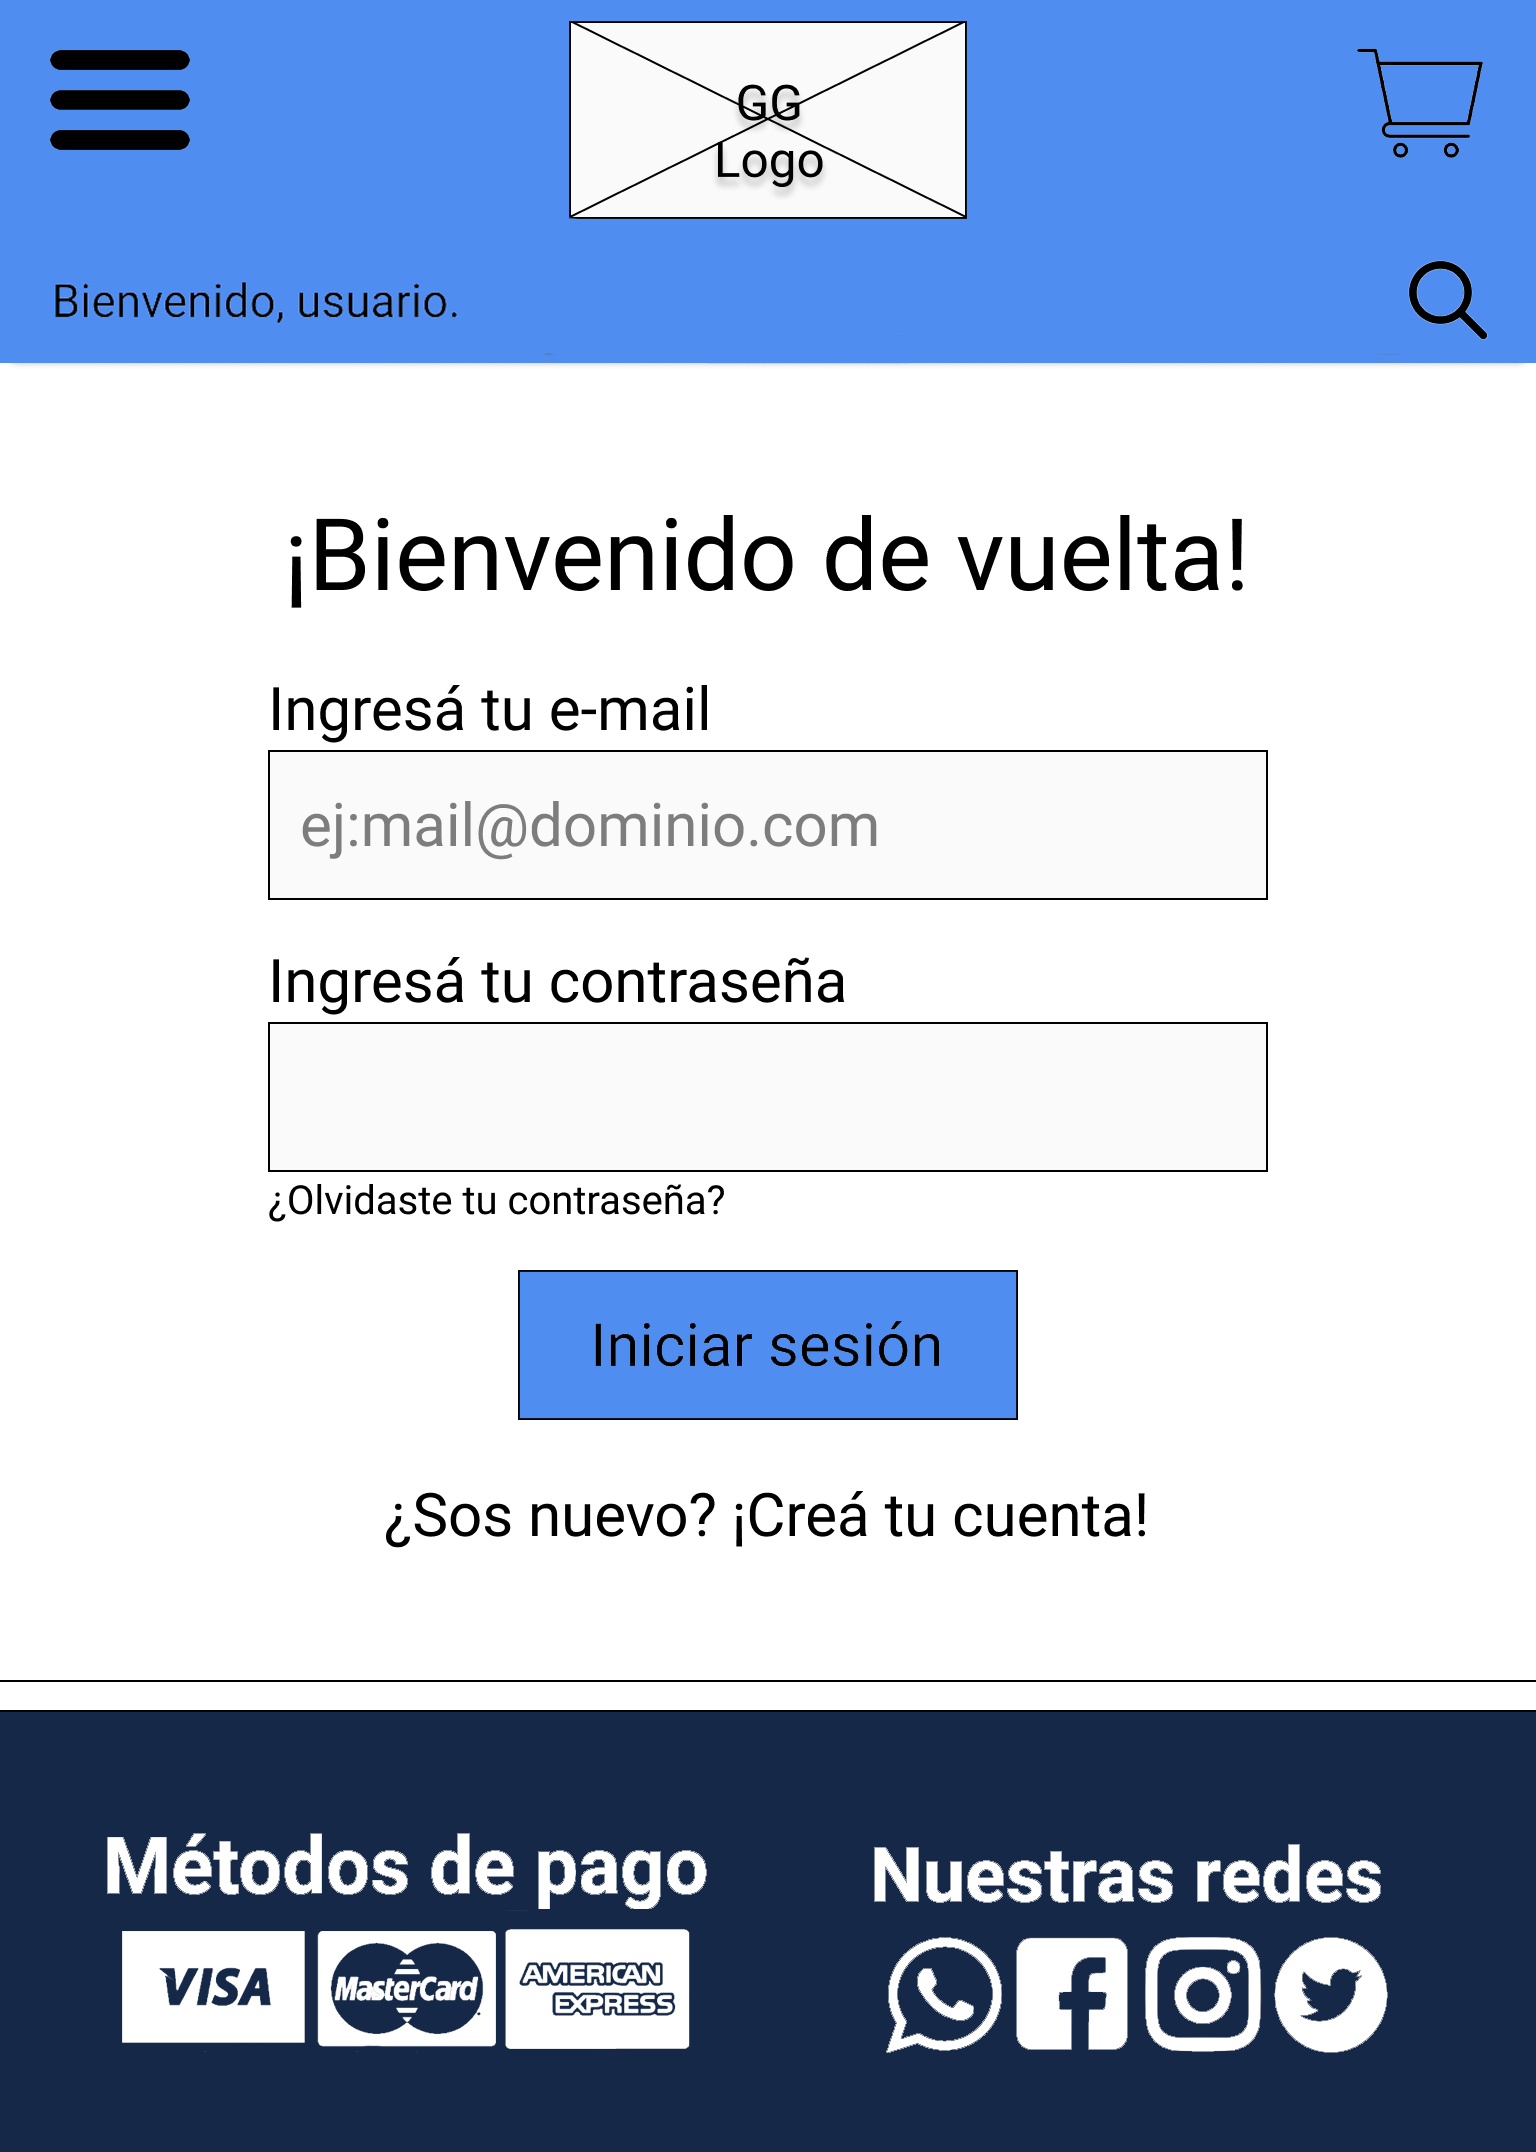 GG
Logo
Bienvenido, usuario.
¡Bienvenido de vuelta!
Ingresá tu e-mail
ej:mail@dominio.com
Ingresá tu contraseña
¿Olvidaste tu contraseña?
Iniciar sesión
¿Sos nuevo? ¡Creá tu cuenta!
Métodos de pago
VISA
MasterCard
AMERICAN
EXPRESS
Nuestras redes